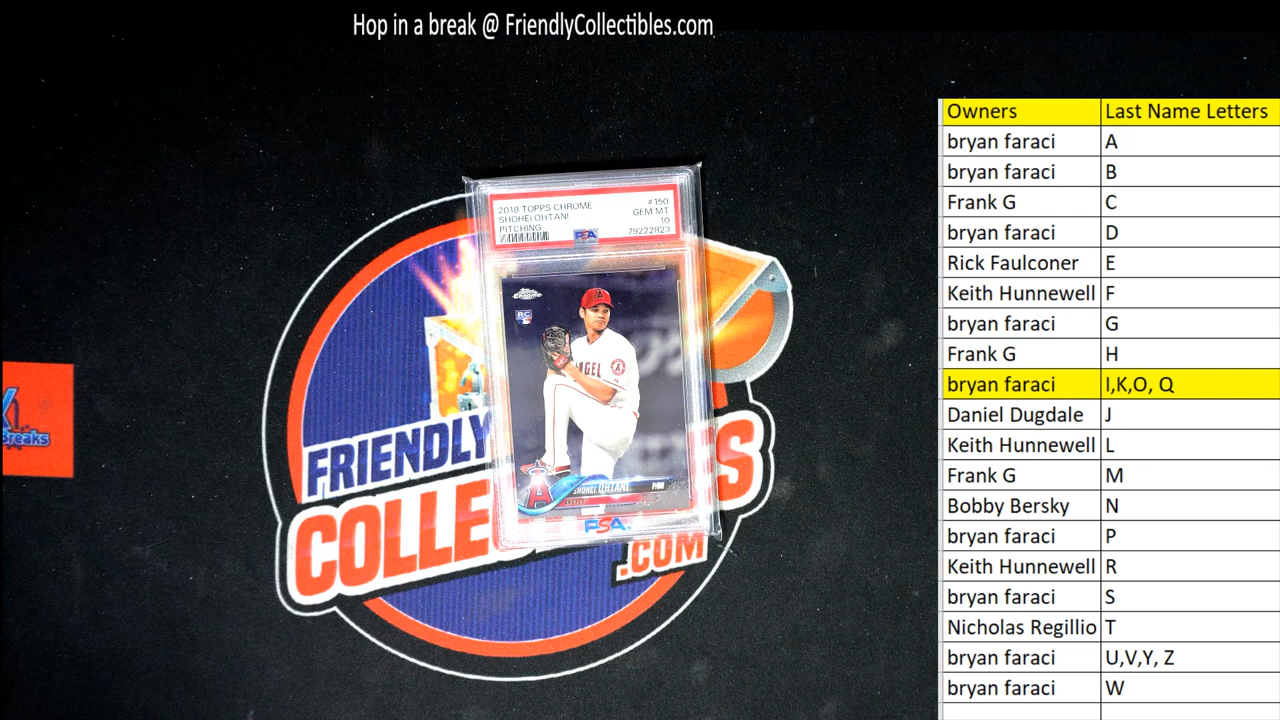 Hop in a break @ FriendlyCollectibles.com
Owners Last Name Letters
bryan faraci A
bryan faraci B
Frank G C
bryan faraci D
Rick Faulconer E
Keith Hunnewell F
bryan faraci G
Frank G H
bryan faraci I,K,O, Q
Daniel Dugdale J
Keith Hunnewell L
Frank G M
Bobby Bersky N
bryan faraci P
Keith Hunnewell R
bryan faraci S
Nicholas Regillio T
bryan faraci U,V,Y, Z
bryan faraci W
2018 TOPPS CHROME #150
SHOHEI OHTANI GEM MT
PITCHING 10
PSA 79222823
Topps Chrome
RC
ANGEL
SHOHEI OHTANI
PSA
FRIENDLY
COLLE S
.COM
Breaks